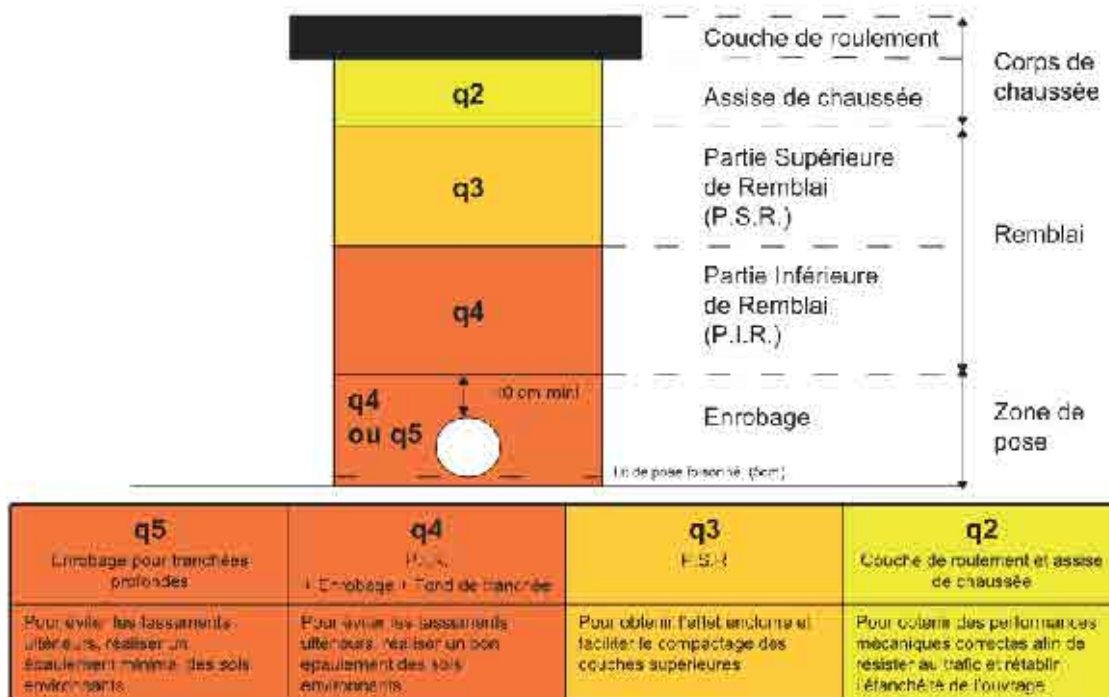 Couche de roulement
Corps de
chaussée
q2
Assise de chaussée
q3
Partie Supérieure
de Remblai
(P.S.R.)
Remblai
q4
Partie Inférieure
de Remblai
(P.I.R.)
q4
ou q5
10 cm mini
Enrobage
Zone de
pose
Lit de pose foisonné (5cm)
q5
Enrobage pour tranchées
profondes
q4
+ Enrobage + Fond de tranchée
q3
P.S.R
q2
Couche de roulement et assise
de chaussée
Pour éviter les tassements
ultérieurs, réaliser un
épaulement minimal des sols
environnants
Pour éviter les tassements
ultérieurs, réaliser un bon
epaulement des sols
environnants
Pour obtenir l'effet enclume et
faciliter le compactage des
couches supérieures
Pour obtenir des performances
mécaniques correctes afin de
résister au trafic et rétablir
l'étanchéité de l'ouvrage